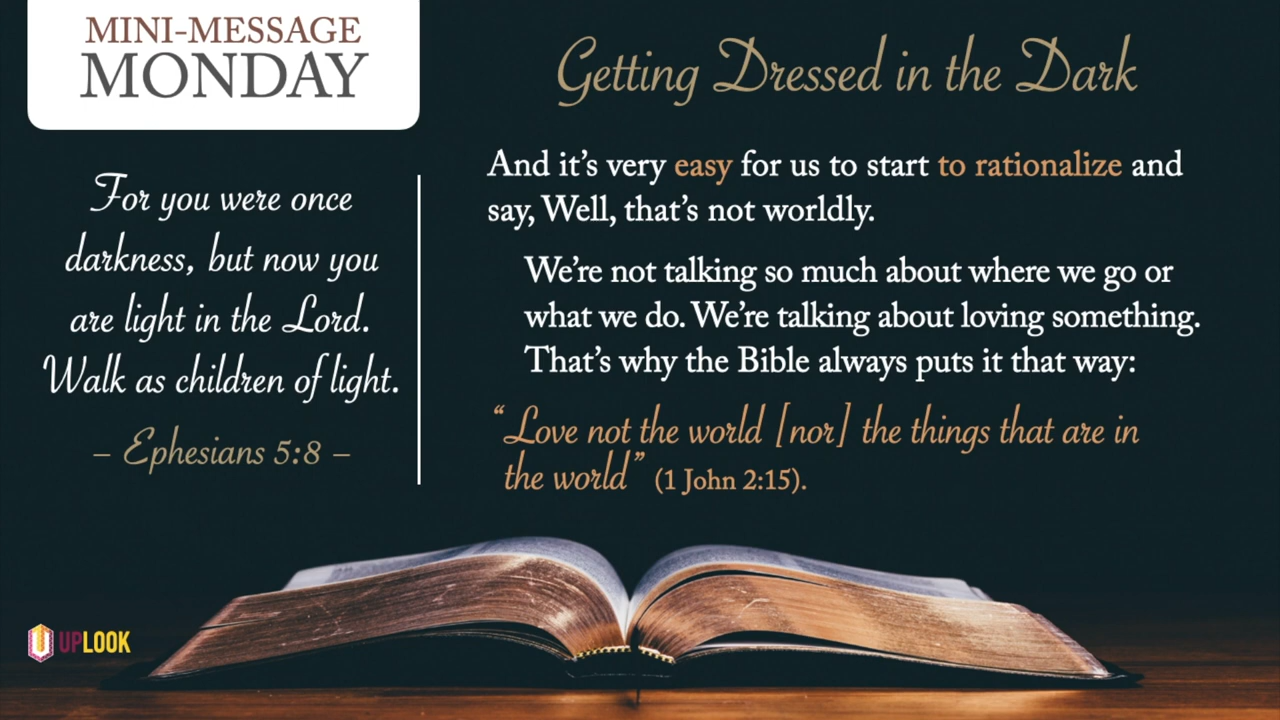 MINI-MESSAGE
MONDAY
Getting Dressed in the Dark
For you were once
darkness, but now you
are light in the Lord.
Walk as children of light.
– Ephesians 5:8 –
And it’s very easy for us to start to rationalize and
say, Well, that’s not worldly.
We’re not talking so much about where we go or
what we do. We’re talking about loving something.
That’s why the Bible always puts it that way:
“Love not the world [nor] the things that are in
the world” (1 John 2:15).
UPLOOK